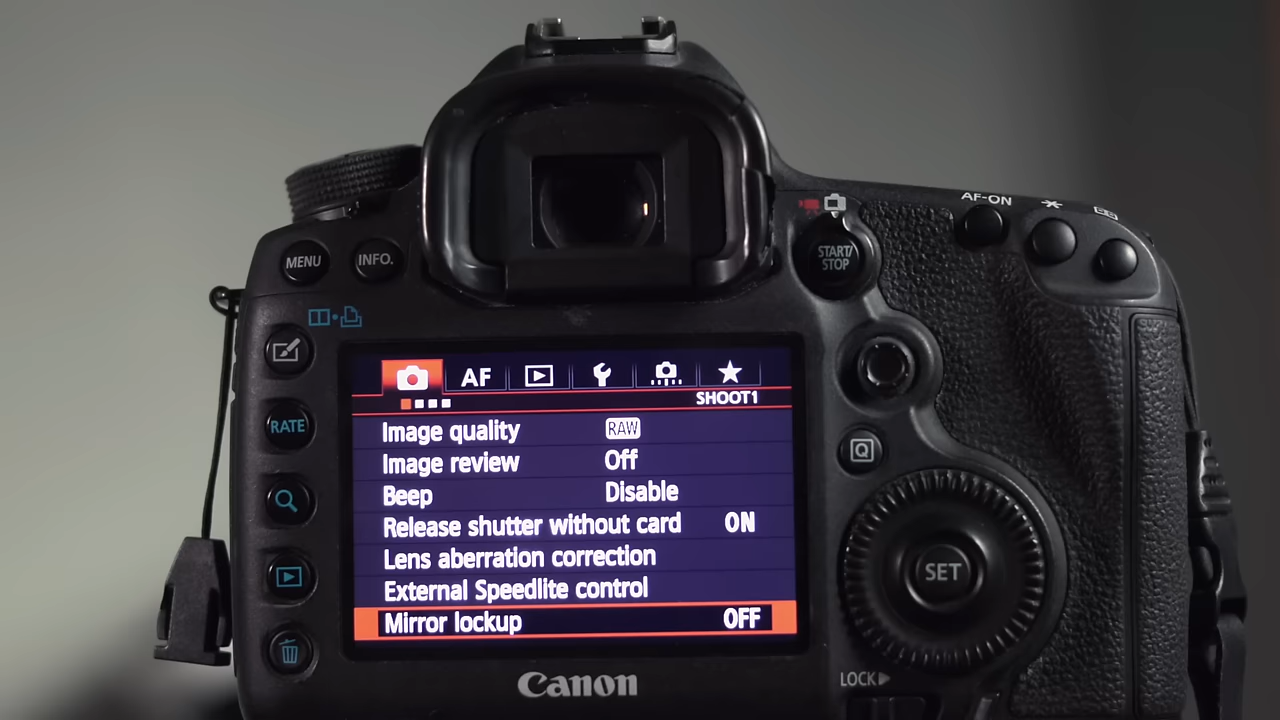 AF-ON
MENU
INFO.
START/
STOP
AF
SHOOT1
RATE
Image quality RAW
Image review Off
Q
Beep Disable
Release shutter without card ON
Lens aberration correction
SET
External Speedlite control
Mirror lockup OFF
Canon
LOCK